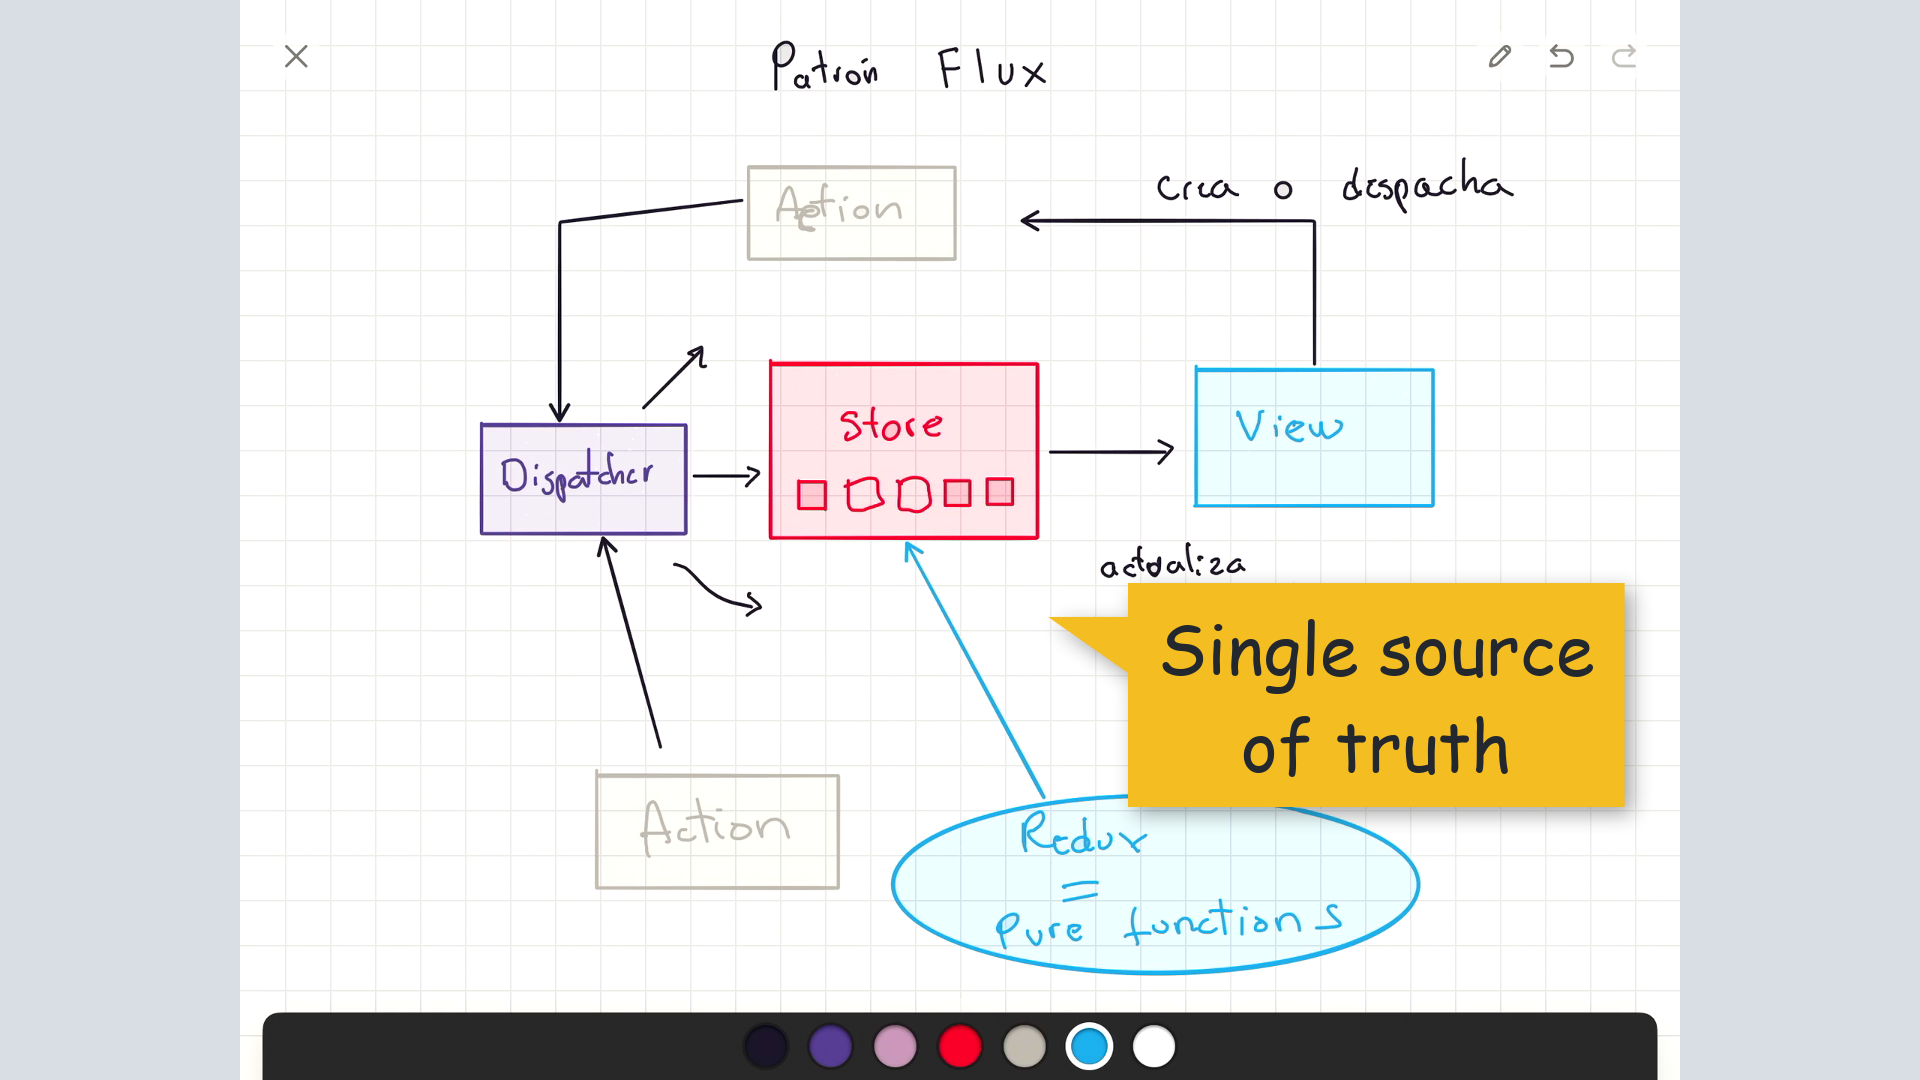 Patrón Flux
crea o despacha
Action
Store
View
Dispatcher
actualiza
Single source
of truth
Action
Redux
=
Pure functions